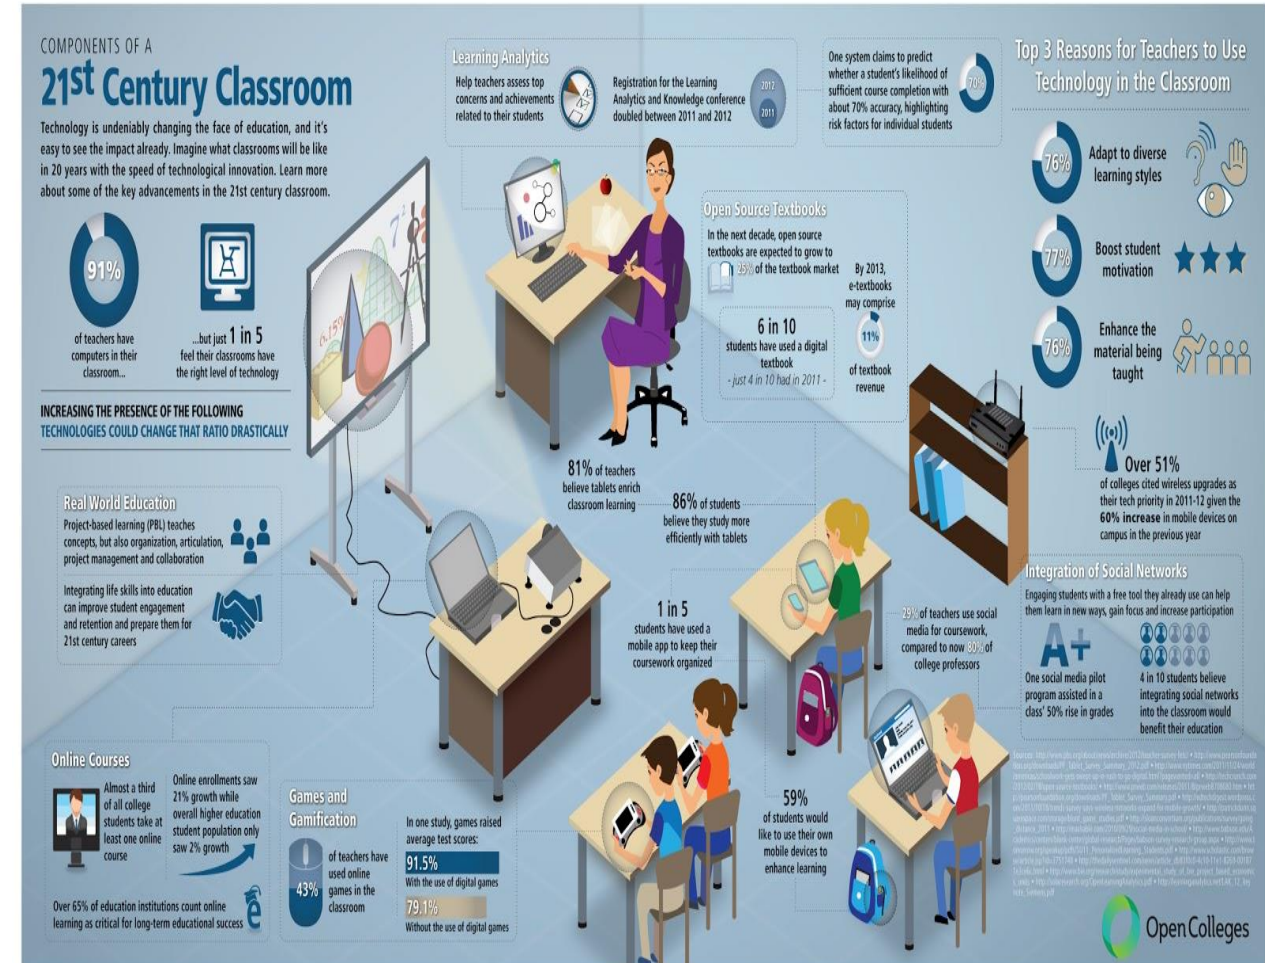 COMPONENTS OF A
21st Century Classroom
Technology is undeniably changing the face of education, and it's
easy to see the impact already. Imagine what classrooms will be like
in 20 years with the speed of technological innovation. Learn more
about some of the key advancements in the 21st century classroom.
91%
of teachers have
computers in their
classroom...
...but just 1 in 5
feel their classrooms have
the right level of technology
INCREASING THE PRESENCE OF THE FOLLOWING
TECHNOLOGIES COULD CHANGE THAT RATIO DRASTICALLY
Real World Education
Project-based learning (PBL) teaches
concepts, but also organization, articulation,
project management and collaboration
Integrating life skills into education
can improve student engagement
and retention and prepare them for
21st century careers
Online Courses
Almost a third
of all college
students take at
least one online
course
Online enrollments saw
21% growth while
overall higher education
student population only
saw 2% growth
Over 65% of education institutions count online
learning as critical for long-term educational success
Games and
Gamification
43%
of teachers have
used online
games in the
classroom
In one study, games raised
average test scores:
91.5%
With the use of digital games
79.1%
Without the use of digital games
Learning Analytics
Help teachers assess top
concerns and achievements
related to their students
Registration for the Learning
Analytics and Knowledge conference
doubled between 2011 and 2012
2012
2011
One system claims to predict
whether a student's likelihood of
sufficient course completion with
about 70% accuracy, highlighting
risk factors for individual students
70%
Open Source Textbooks
In the next decade, open source
textbooks are expected to grow to
25% of the textbook market
6 in 10
students have used a digital
textbook
- just 4 in 10 had in 2011 -
By 2013,
e-textbooks
may comprise
11%
of textbook
revenue
81% of teachers
believe tablets enrich
classroom learning
86% of students
believe they study more
efficiently with tablets
1 in 5
students have used a
mobile app to keep their
coursework organized
59%
of students would
like to use their own
mobile devices to
enhance learning
29% of teachers use social
media for coursework,
compared to now 80% of
college professors
Top 3 Reasons for Teachers to Use
Technology in the Classroom
76%
Adapt to diverse
learning styles
77%
Boost student
motivation
76%
Enhance the
material being
taught
Over 51%
of colleges cited wireless upgrades as
their tech priority in 2011-12 given the
60% increase in mobile devices on
campus in the previous year
Integration of Social Networks
Engaging students with a free tool they already use can help
them learn in new ways, gain focus and increase participation
A+
One social media pilot
program assisted in a
class' 50% rise in grades
4 in 10 students believe
integrating social networks
into the classroom would
benefit their education
OpenColleges